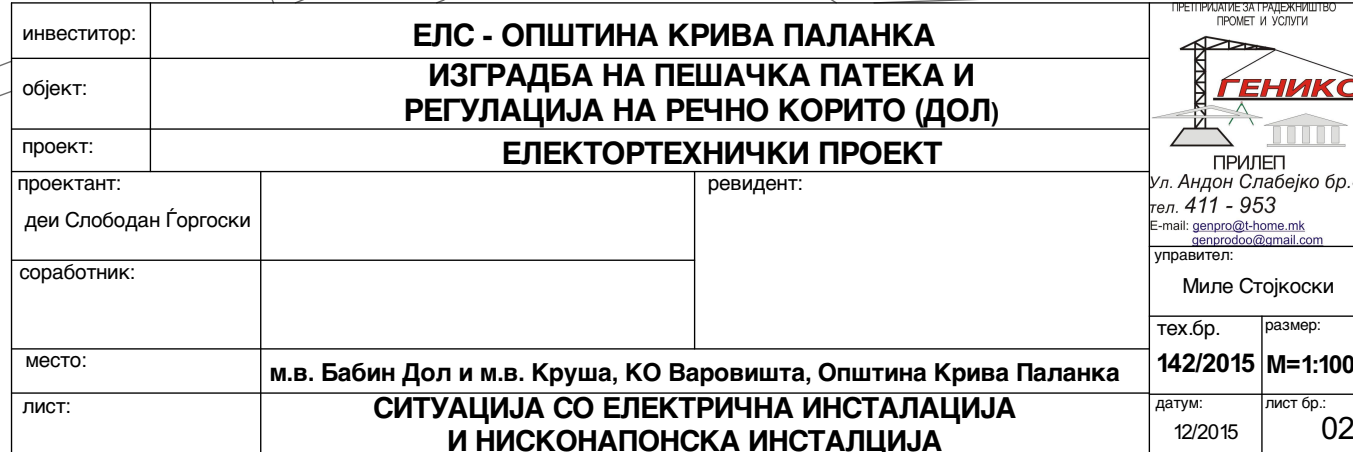 инвеститор:
ЕЛС - ОПШТИНА КРИВА ПАЛАНКА
објект:
ИЗГРАДБА НА ПЕШАЧКА ПАТЕКА И
РЕГУЛАЦИЈА НА РЕЧНО КОРИТО (ДОЛ)
проект:
ЕЛЕКТОРТЕХНИЧКИ ПРОЕКТ
проектант:
деи Слободан Ѓоргоски
ревидент:
соработник:
место:
м.в. Бабин Дол и м.в. Круша, КО Варовишта, Општина Крива Паланка
лист:
СИТУАЦИЈА СО ЕЛЕКТРИЧНА ИНСТАЛАЦИЈА
И НИСКОНАПОНСКА ИНСТАЛЦИЈА
ПРЕТПРИЈАТИЕ ЗА ГРАДЕЖНИШТВО
ПРОМЕТ И УСЛУГИ
ГЕНИКО
ПРИЛЕП
Ул. Андон Слабејко бр.
тел. 411 - 953
E-mail: genpro@t-home.mk
genprodoo@gmail.com
управител:
Миле Стојкоски
тех.бр.
142/2015
размер:
М=1:100
датум:
12/2015
лист бр.:
02